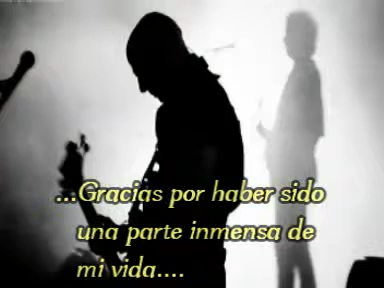 ...Gracias por haber sido
una parte inmensa de
mi vida....